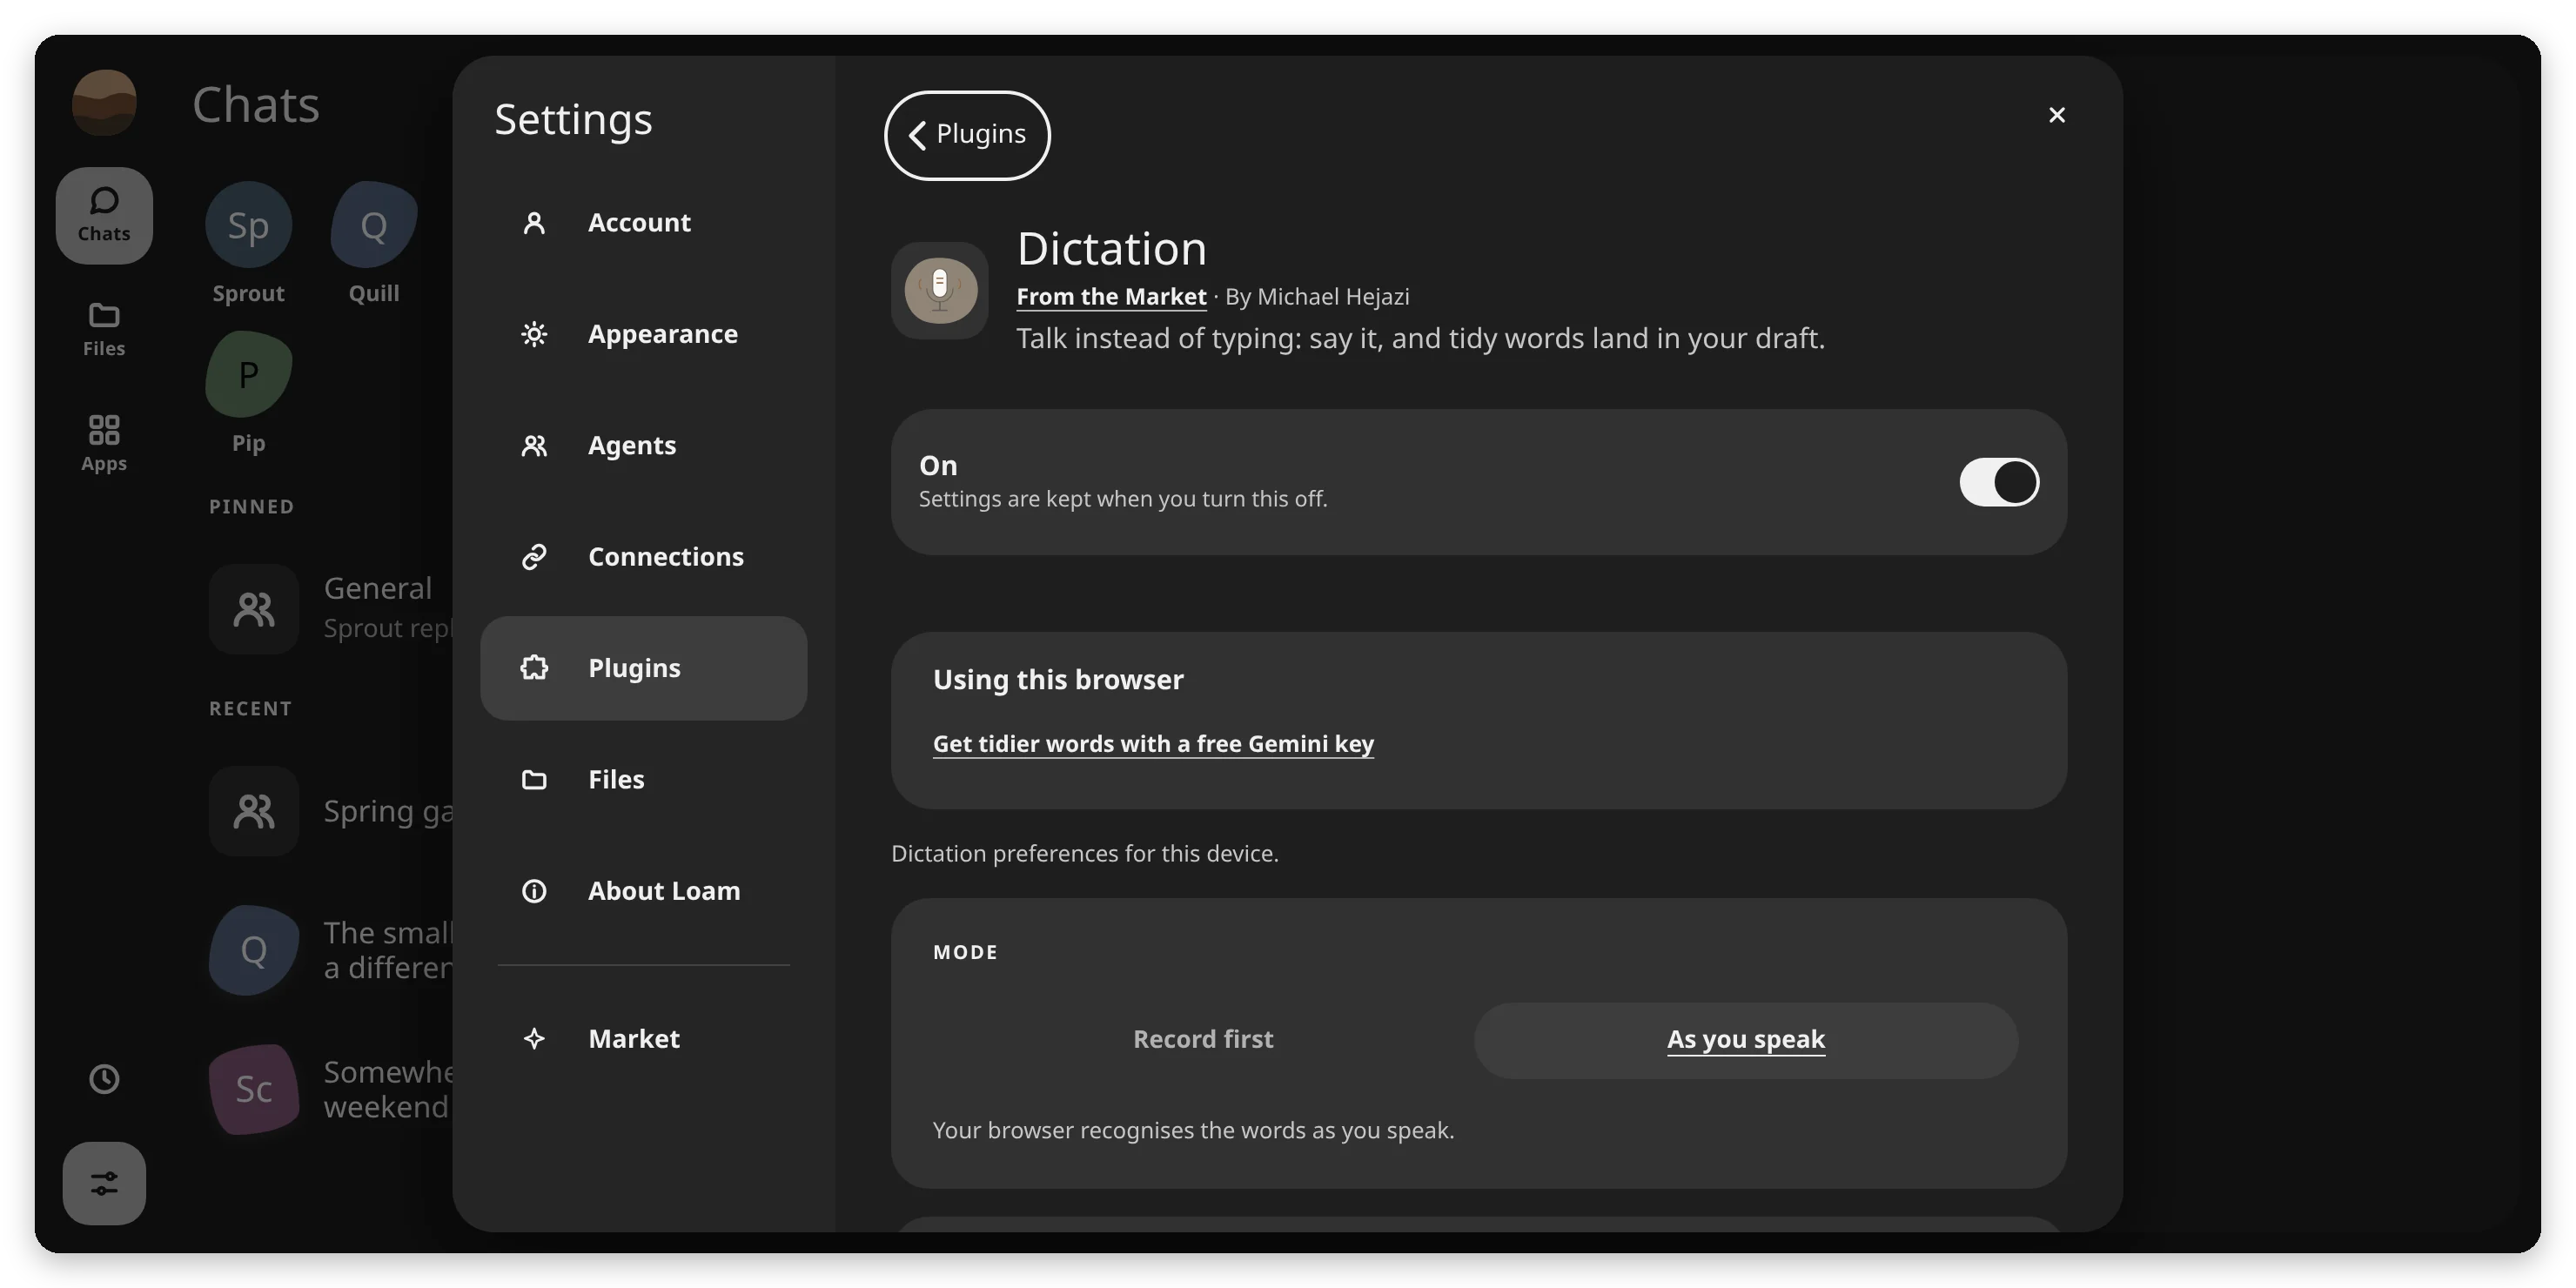 Chats
Chats
Files
Apps
Sp
Q
Sprout
Quill
P
Pip
PINNED
General
Sprout
RECENT
Spring
Q
The small
a
Sc
weekend
Settings
Account
Appearance
Agents
Connections
Plugins
Files
About Loam
Market
Plugins
Dictation
From the Market · By Michael Hejazi
Talk instead of typing: say it, and tidy words land in your draft.
On
Settings are kept when you turn this off.
Using this browser
Get tidier words with a free Gemini key
Dictation preferences for this device.
MODE
Record first
As you speak
Your browser recognises the words as you speak.